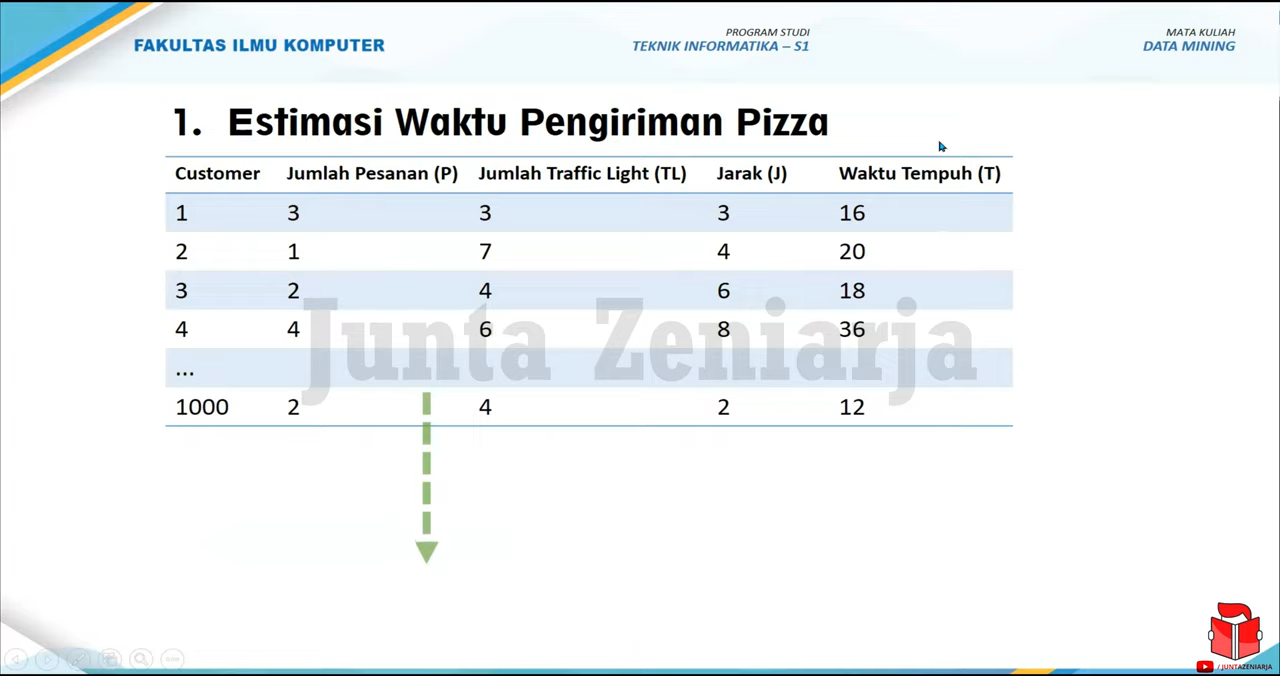 FAKULTAS ILMU KOMPUTER
PROGRAM STUDI
TEKNIK INFORMATIKA – S1
MATA KULIAH
DATA MINING
1. Estimasi Waktu Pengiriman Pizza
Customer Jumlah Pesanan (P) Jumlah Traffic Light (TL) Jarak (J) Waktu Tempuh (T)
1 3 3 3 16
2 1 7 4 20
3 2 4 6 18
4 4 6 8 36
...
1000 2 4 2 12
Junta Zeniarja
/ JUNTAZENIARJA